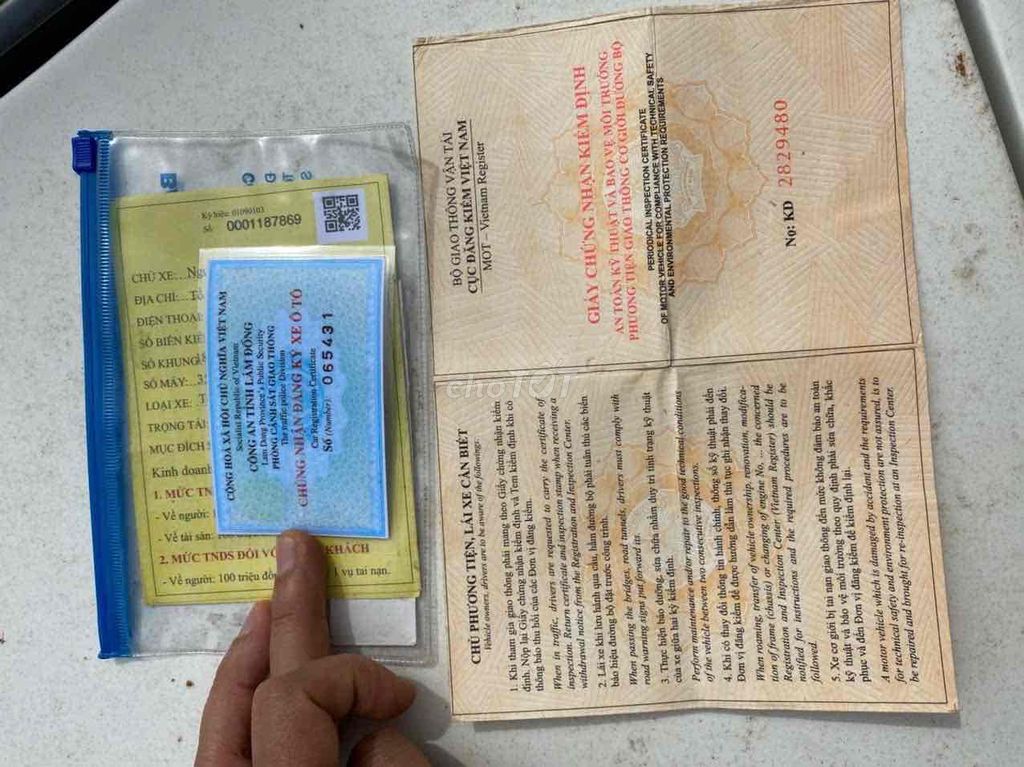 Ký hiệu: 01090103
Số 0001187869
CHỦ XE:...
ĐỊA CHỈ:...Tổ
ĐIỆN THOẠI:
SỐ BIỂN KIỂ
SỐ KHUNG
SỐ MÁY:
LOẠI XE:
TRỌNG TẢI
MỤC ĐÍCH S
Kinh doanh
1. MỨC TN
- Về người:
- Về tài sản:
2. MỨC TNDS ĐỐI VỚ KHÁCH
- Về người: 100 triệu đồn 1 vụ tai nạn.
CỘNG HOÀ XÃ HỘI CHỦ NGHĨA VIỆT NAM
Socialist Republic of Vietnam
CÔNG AN TỈNH LÂM ĐỒNG
Lam Dong Province's Public Security
PHÒNG CẢNH SÁT GIAO THÔNG
The traffic police Division
CHỨNG NHẬN ĐĂNG KÝ XE Ô TÔ
Car Registration Certificate
Số (Number): 065431
BỘ GIAO THÔNG VẬN TẢI
CỤC ĐĂNG KIỂM VIỆT NAM
MOT – Vietnam Register
GIẤY CHỨNG NHẬN KIỂM ĐỊNH
AN TOÀN KỸ THUẬT VÀ BẢO VỆ MÔI TRƯỜNG
PHƯƠNG TIỆN GIAO THÔNG CƠ GIỚI ĐƯỜNG BỘ
PERIODICAL INSPECTION CERTIFICATE
OF MOTOR VEHICLE FOR COMPLIANCE WITH TECHNICAL SAFETY
AND ENVIRONMENTAL PROTECTION REQUIREMENTS
No: KD 2829480
CHỦ PHƯƠNG TIỆN, LÁI XE CẦN BIẾT
Vehicle owners, drivers are to be aware of the followings:
1. Khi tham gia giao thông phải mang theo Giấy chứng nhận kiểm
định. Nộp lại Giấy chứng nhận kiểm định và Tem kiểm định khi có
thông báo thu hồi của các Đơn vị đăng kiểm.
When in traffic, drivers are requested to carry the certificate of
inspection. Return certificate and inspection stamp when receiving a
withdrawal notice from the Registration and Inspection Center.
2. Lái xe khi lưu hành qua cầu, hầm đường bộ phải tuân thủ các biển
báo hiệu đường bộ đặt trước công trình.
When passing the bridges, road tunnels, drivers must comply with
road warning signs put forward its.
3. Thực hiện bảo dưỡng, sửa chữa nhằm duy trì tình trạng kỹ thuật
của xe giữa hai kỳ kiểm định.
Perform maintenance and/or repair to the good technical conditions
of the vehicle between two consecutive inspections.
4. Khi có thay đổi thông tin hành chính, thông số kỹ thuật phải đến
Đơn vị đăng kiểm để được hướng dẫn làm thủ tục ghi nhận thay đổi.
When roaming, transfer of vehicle ownership, renovation, modifica-
tion of frame (chassis) or changing of engine No. ... the concerned
Registration and Inspection Center (Vietnam Register) should be
notified for instructions and the required procedures are to be
followed.
5. Xe cơ giới bị tai nạn giao thông đến mức không đảm bảo an toàn
kỹ thuật và bảo vệ môi trường theo quy định phải sửa chữa, khắc
phục và đến Đơn vị đăng kiểm để kiểm định lại.
A motor vehicle which is damaged by accident and the requirements
for technical safety and environment protection are not assured, is to
be repaired and brought for re-inspection at an Inspection Center.
chợTỐT